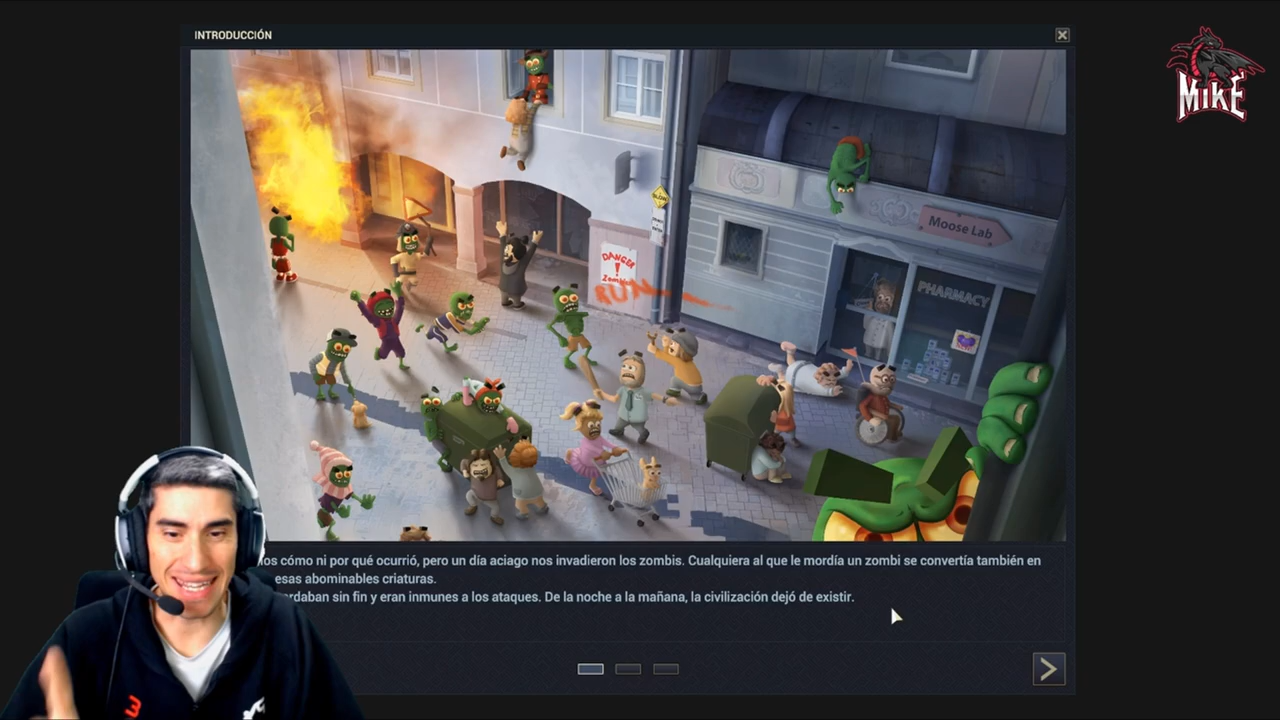 INTRODUCCIÓN
MIKE
Moose Lab
DANGER
!
Zombies
RUN
PHARMACY
os cómo ni por qué ocurrió, pero un día aciago nos invadieron los zombis. Cualquiera al que le mordía un zombi se convertía también en
esas abominables criaturas.
ordaban sin fin y eran inmunes a los ataques. De la noche a la mañana, la civilización dejó de existir.
3